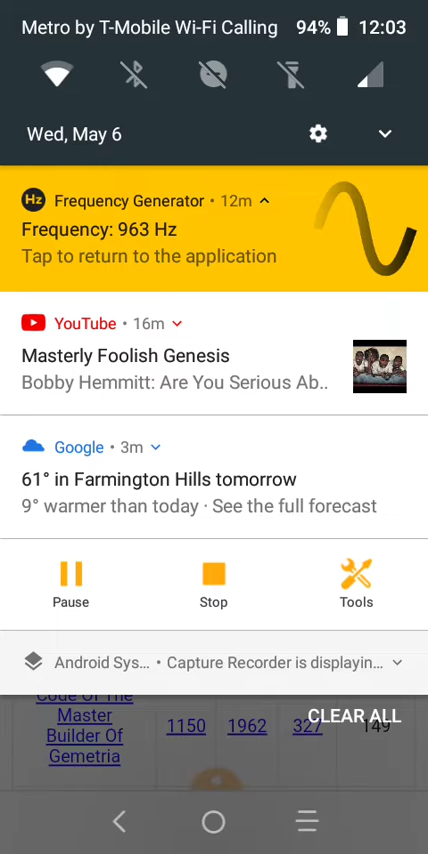 Metro by T-Mobile Wi-Fi Calling 94% 12:03
Wed, May 6
Hz Frequency Generator • 12m
Frequency: 963 Hz
Tap to return to the application
YouTube • 16m
Masterly Foolish Genesis
Bobby Hemmitt: Are You Serious Ab..
Google • 3m
61° in Farmington Hills tomorrow
9° warmer than today · See the full forecast
Pause Stop Tools
Android Sys... • Capture Recorder is displayin...
CLEAR ALL
Code Of The
Master
Builder Of
Gemetria
1150 1962 327 149